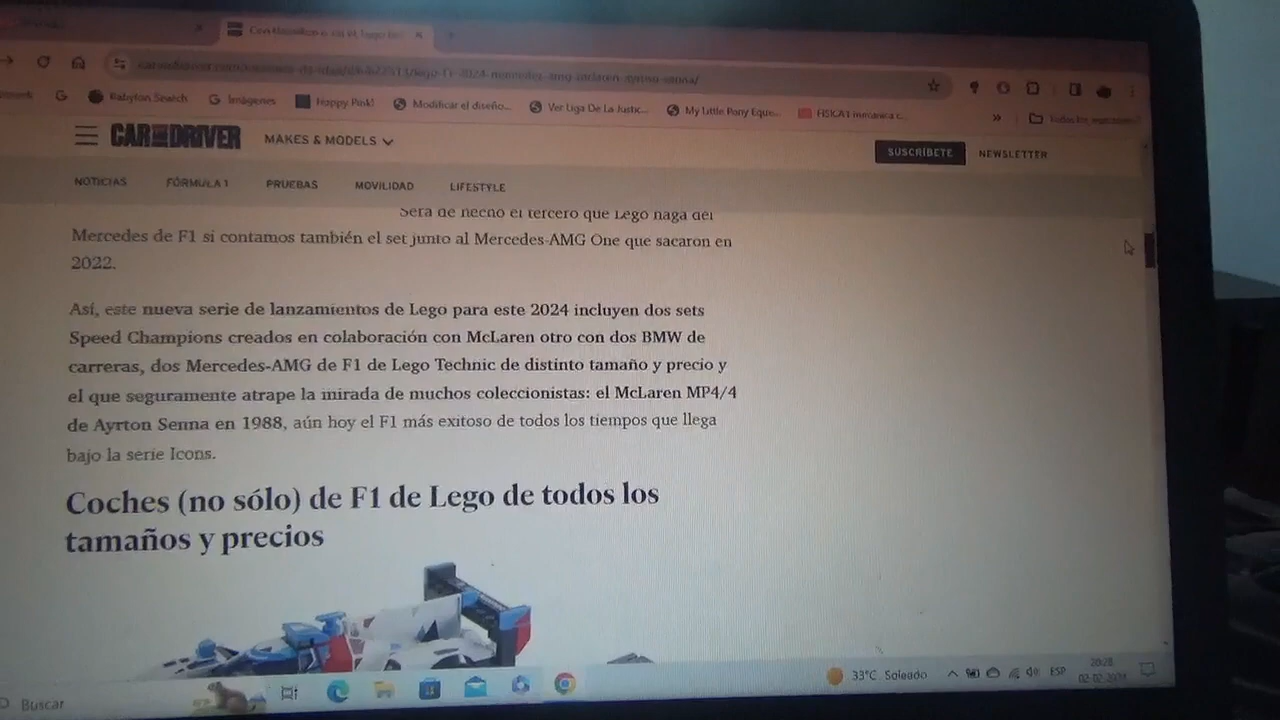 Babylon Search
Imágenes
Happy Pink!
Modificar el diseño...
Ver Liga De La Justic...
My Little Pony Eque...
FISICA I mecánica c...
CAR AND DRIVER
MAKES & MODELS
SUSCRÍBETE
NEWSLETTER
NOTICIAS
FÓRMULA 1
PRUEBAS
MOVILIDAD
LIFESTYLE
Será de hecho el tercero que Lego haga del
Mercedes de F1 si contamos también el set junto al Mercedes-AMG One que sacaron en
2022.
Así, este nueva serie de lanzamientos de Lego para este 2024 incluyen dos sets
Speed Champions creados en colaboración con McLaren otro con dos BMW de
carreras, dos Mercedes-AMG de F1 de Lego Technic de distinto tamaño y precio y
el que seguramente atrape la mirada de muchos coleccionistas: el McLaren MP4/4
de Ayrton Senna en 1988, aún hoy el F1 más exitoso de todos los tiempos que llega
bajo la serie Icons.
Coches (no sólo) de F1 de Lego de todos los
tamaños y precios
Buscar
33°C Soleado
ESP
20:28